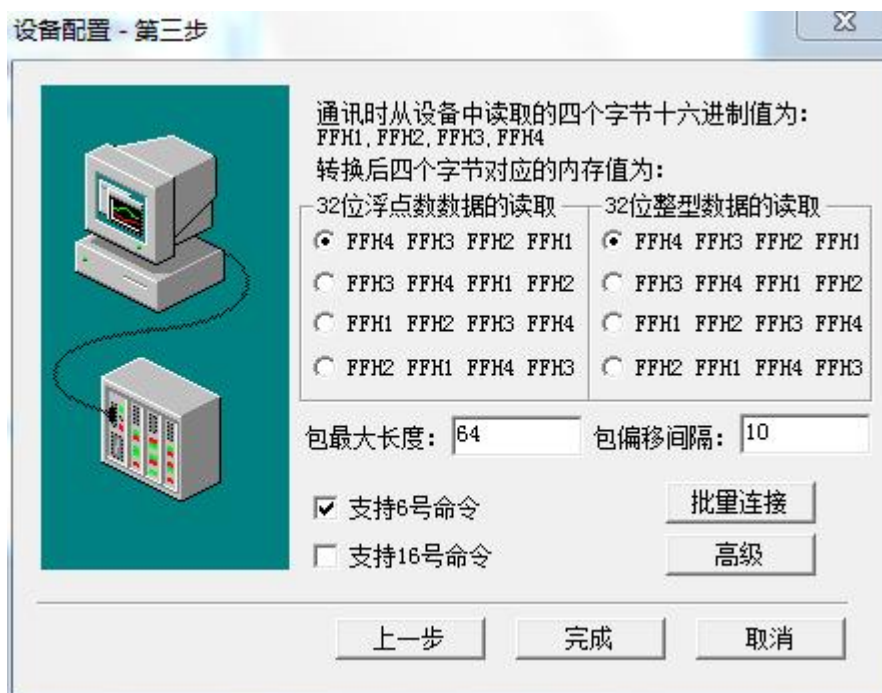 设备配置 - 第三步
通讯时从设备中读取的四个字节十六进制值为：
FFH1,FFH2,FFH3,FFH4
转换后四个字节对应的内存值为：
32位浮点数数据的读取 32位整型数据的读取
FFH4 FFH3 FFH2 FFH1 FFH4 FFH3 FFH2 FFH1
FFH3 FFH4 FFH1 FFH2 FFH3 FFH4 FFH1 FFH2
FFH1 FFH2 FFH3 FFH4 FFH1 FFH2 FFH3 FFH4
FFH2 FFH1 FFH4 FFH3 FFH2 FFH1 FFH4 FFH3
包最大长度： 64 包偏移间隔： 10
支持6号命令 批量连接
支持16号命令 高级
上一步 完成 取消